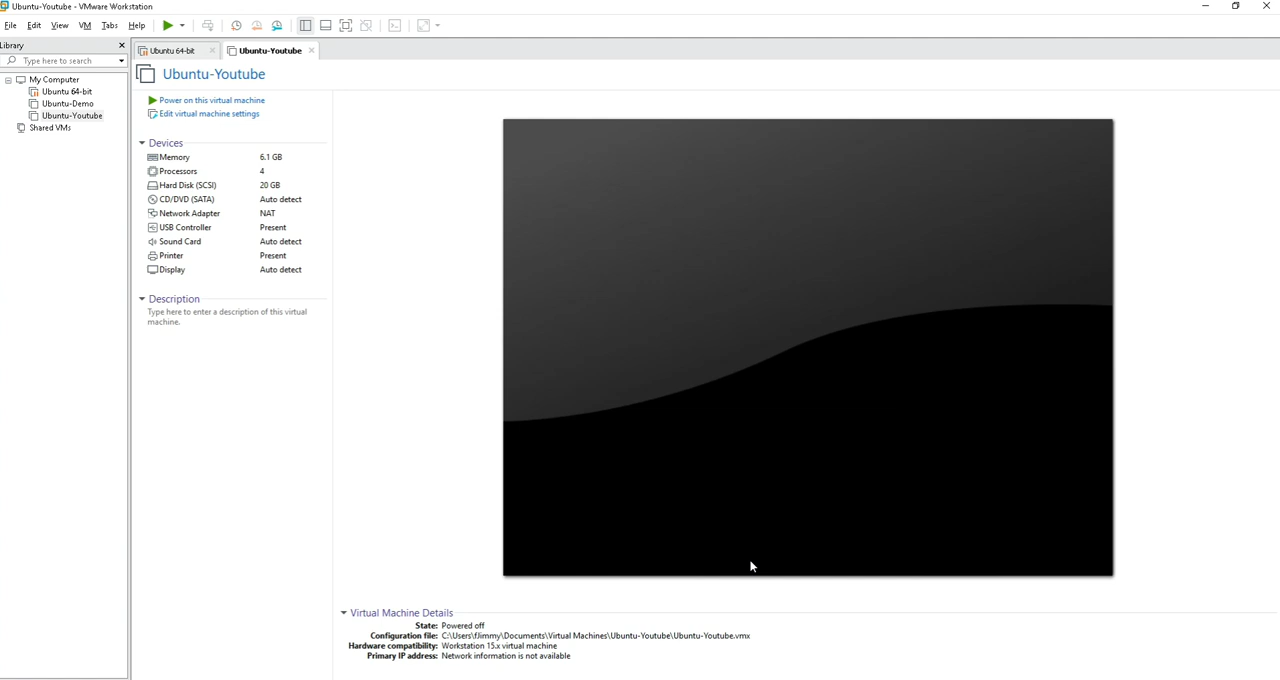 Ubuntu-Youtube - VMware Workstation
File Edit View VM Tabs Help
Library
Type here to search
My Computer
Ubuntu 64-bit
Ubuntu-Demo
Ubuntu-Youtube
Shared VMs
Ubuntu 64-bit
Ubuntu-Youtube
Ubuntu-Youtube
Power on this virtual machine
Edit virtual machine settings
Devices
Memory 6.1 GB
Processors 4
Hard Disk (SCSI) 20 GB
CD/DVD (SATA) Auto detect
Network Adapter NAT
USB Controller Present
Sound Card Auto detect
Printer Present
Display Auto detect
Description
Type here to enter a description of this virtual
machine.
Virtual Machine Details
State: Powered off
Configuration file: C:\Users\fJimmy\Documents\Virtual Machines\Ubuntu-Youtube\Ubuntu-Youtube.vmx
Hardware compatibility: Workstation 15.x virtual machine
Primary IP address: Network information is not available